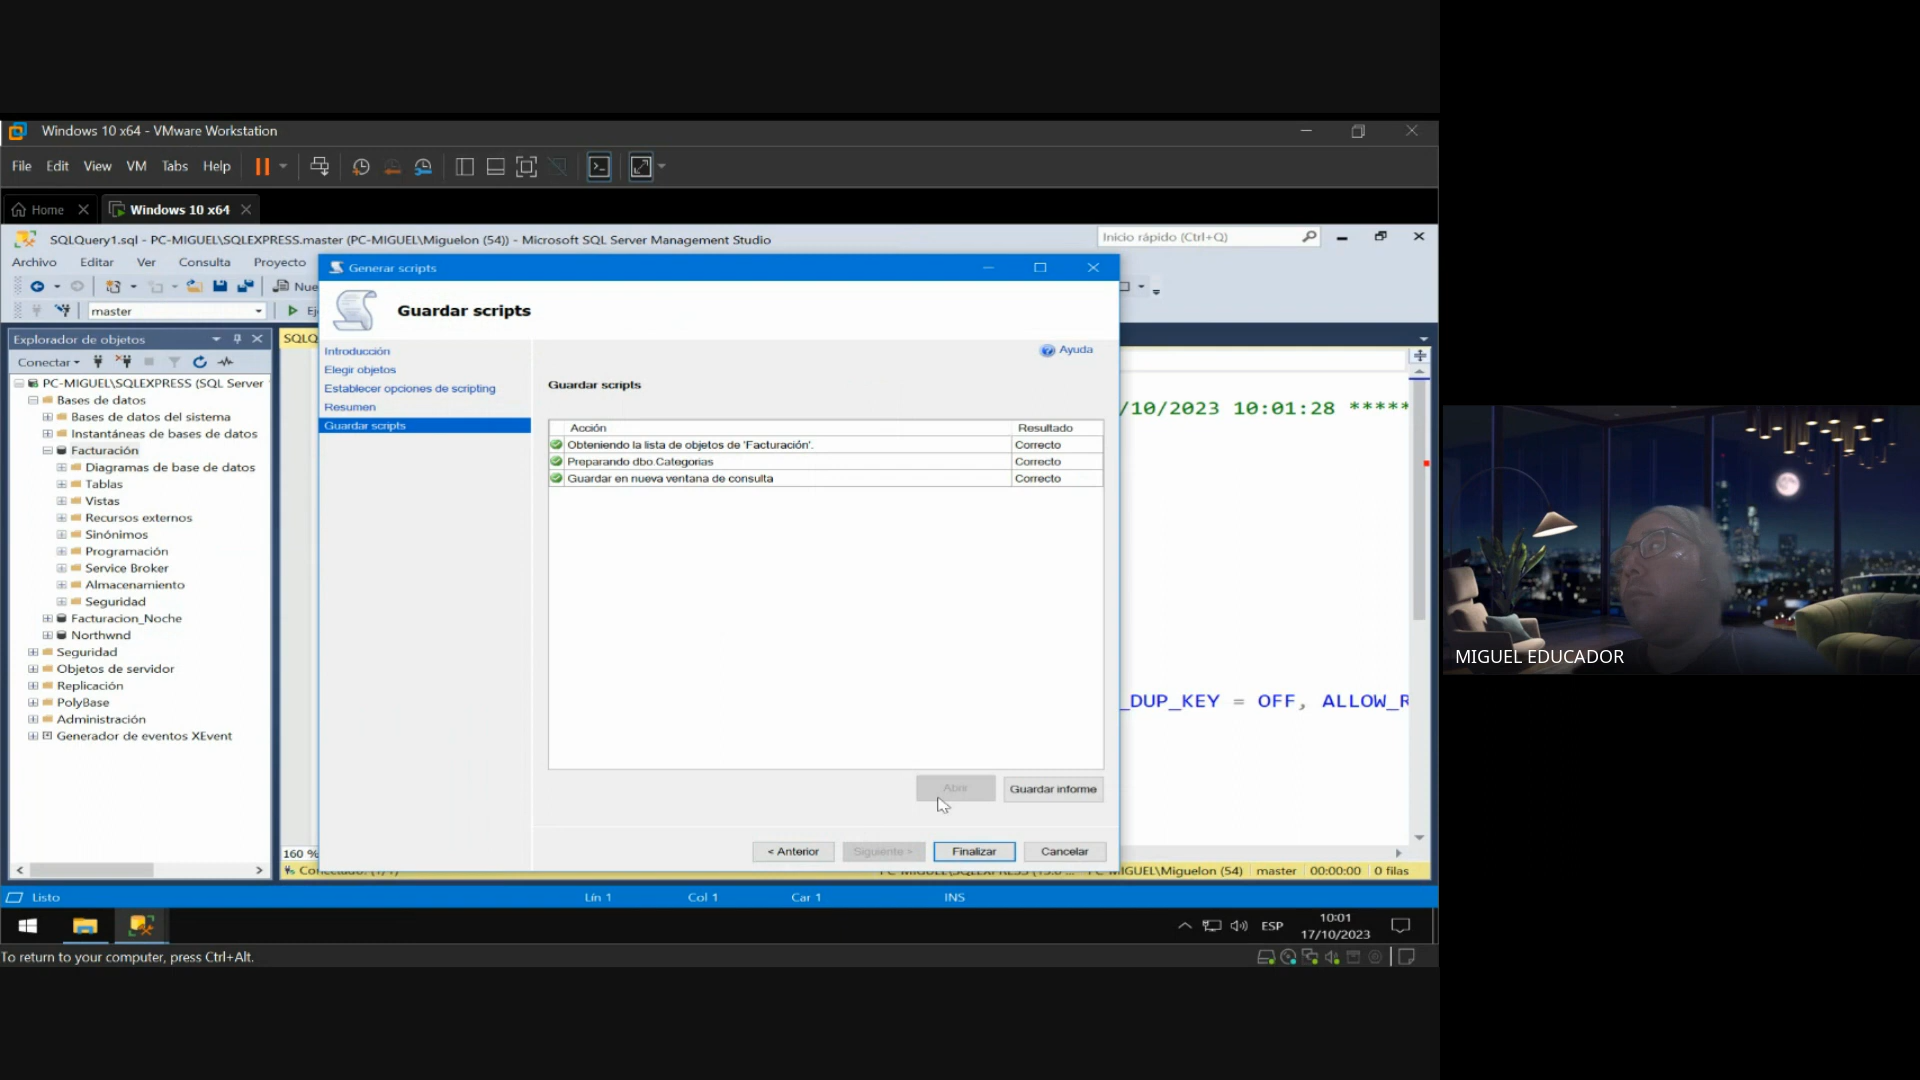 Windows 10 x64 - VMware Workstation
File Edit View VM Tabs Help
Home
Windows 10 x64
SQLQuery1.sql - PC-MIGUEL\SQLEXPRESS.master (PC-MIGUEL\Miguelon (54)) - Microsoft SQL Server Management Studio
Inicio rápido (Ctrl+Q)
Archivo Editar Ver Consulta Proyecto
Nue
master
Ej
Explorador de objetos
Conectar
PC-MIGUEL\SQLEXPRESS (SQL Server
Bases de datos
Bases de datos del sistema
Instantáneas de bases de datos
Facturación
Diagramas de base de datos
Tablas
Vistas
Recursos externos
Sinónimos
Programación
Service Broker
Almacenamiento
Seguridad
Facturacion_Noche
Northwnd
Seguridad
Objetos de servidor
Replicación
PolyBase
Administración
Generador de eventos XEvent
SQLQ
Generar scripts
Guardar scripts
Introducción
Elegir objetos
Establecer opciones de scripting
Resumen
Guardar scripts
Ayuda
Guardar scripts
Acción Resultado
Obteniendo la lista de objetos de 'Facturación'. Correcto
Preparando dbo.Categorias Correcto
Guardar en nueva ventana de consulta Correcto
Abrir
Guardar informe
< Anterior
Siguiente >
Finalizar
Cancelar
/10/2023 10:01:28 *****
_DUP_KEY = OFF, ALLOW_R
160 %
MIGUEL\Miguelon (54) master 00:00:00 0 filas
Listo
Lín 1
Col 1
Car 1
INS
ESP
10:01
17/10/2023
To return to your computer, press Ctrl+Alt.
MIGUEL EDUCADOR